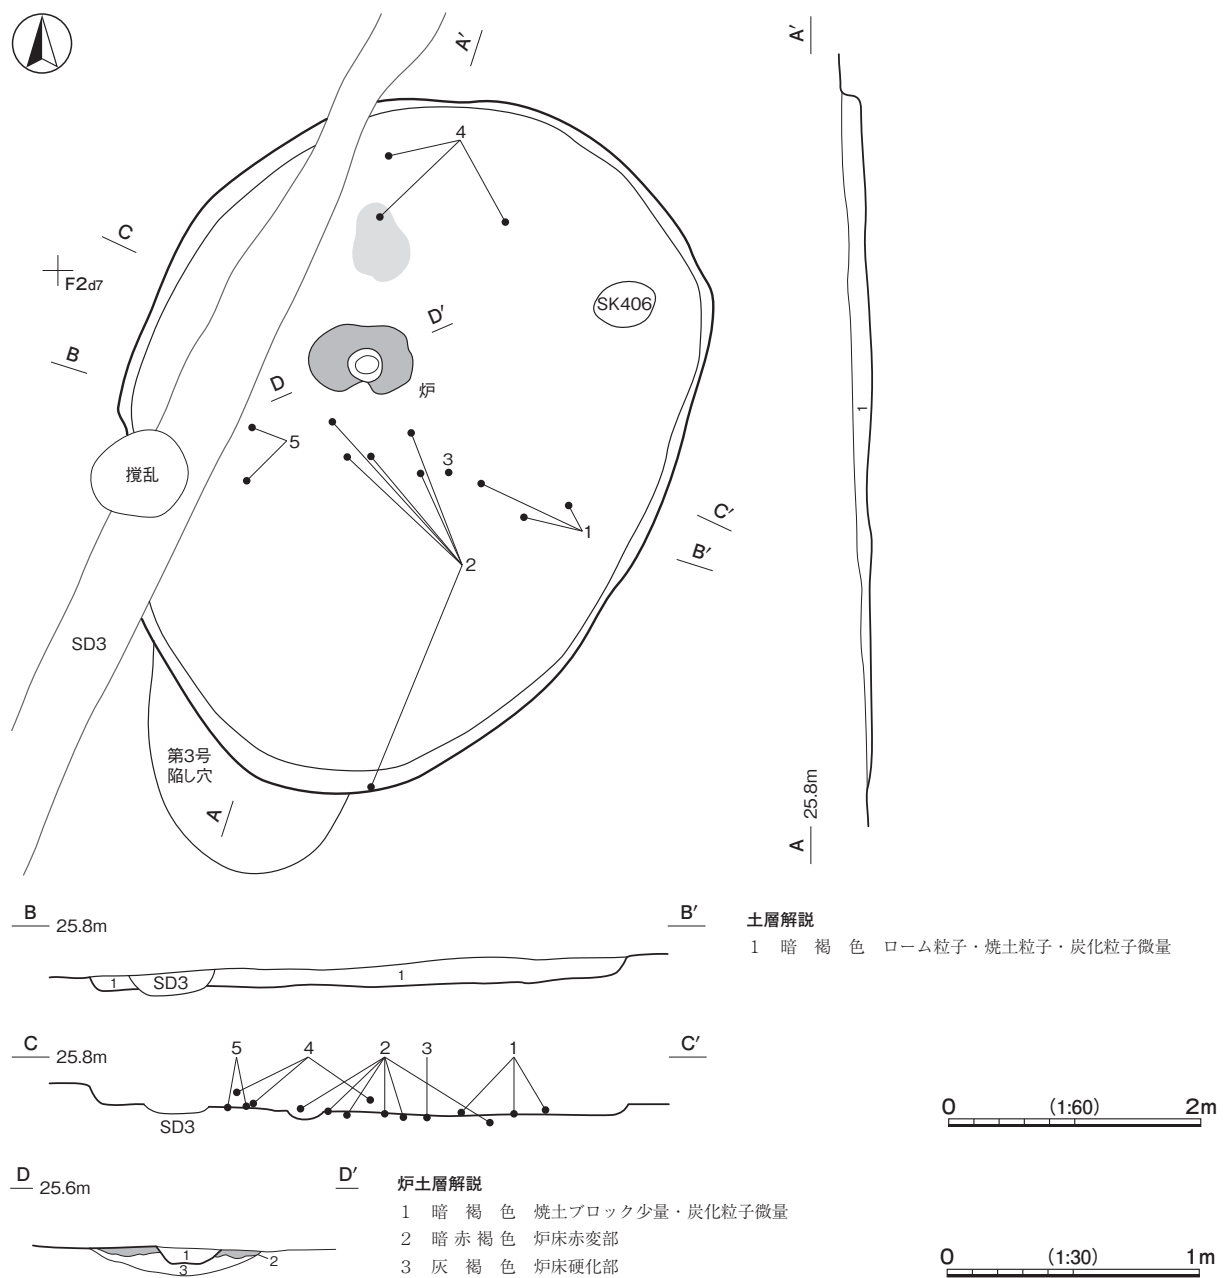 A′
A′
4
C
F2d7
SK406
D′
B
D
炉
5
3
撹乱
1
C′
1
B′
2
SD3
第3号
陥し穴
A
25.8m
A
B 25.8m
B′
1 SD3 1
土層解説
1 暗褐色 ローム粒子・焼土粒子・炭化粒子微量
C 25.8m
5 4 2 3 1
C′
SD3
0 (1:60) 2m
D 25.6m
D′
炉土層解説
1 暗褐色 焼土ブロック少量・炭化粒子微量
2 暗赤褐色 炉床赤変部
3 灰褐色 炉床硬化部
1
2
3
0 (1:30) 1m